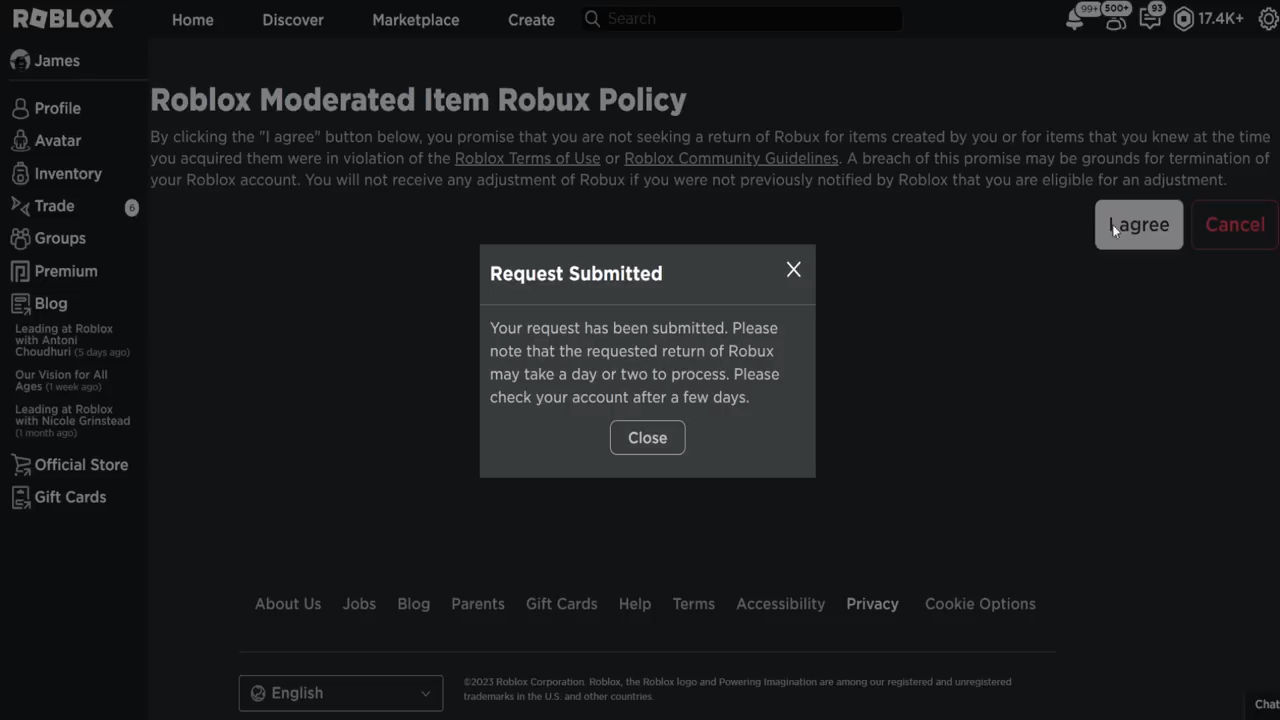 ROBLOX
Home
Discover
Marketplace
Create
Search
99+
500+
93
17.4K+
James
Profile
Avatar
Inventory
Trade
6
Groups
Premium
Blog
Leading at Roblox
with Antoni
Choudhuri (5 days ago)
Our Vision for All
Ages (1 week ago)
Leading at Roblox
with Nicole Grinstead
(1 month ago)
Official Store
Gift Cards
Roblox Moderated Item Robux Policy
By clicking the "I agree" button below, you promise that you are not seeking a return of Robux for items created by you or for items that you knew at the time
you acquired them were in violation of the Roblox Terms of Use or Roblox Community Guidelines. A breach of this promise may be grounds for termination of
your Roblox account. You will not receive any adjustment of Robux if you were not previously notified by Roblox that you are eligible for an adjustment.
I agree
Cancel
Request Submitted
Your request has been submitted. Please
note that the requested return of Robux
may take a day or two to process. Please
check your account after a few days.
Close
About Us
Jobs
Blog
Parents
Gift Cards
Help
Terms
Accessibility
Privacy
Cookie Options
English
©2023 Roblox Corporation. Roblox, the Roblox logo and Powering Imagination are among our registered and unregistered
trademarks in the U.S. and other countries.
Chat